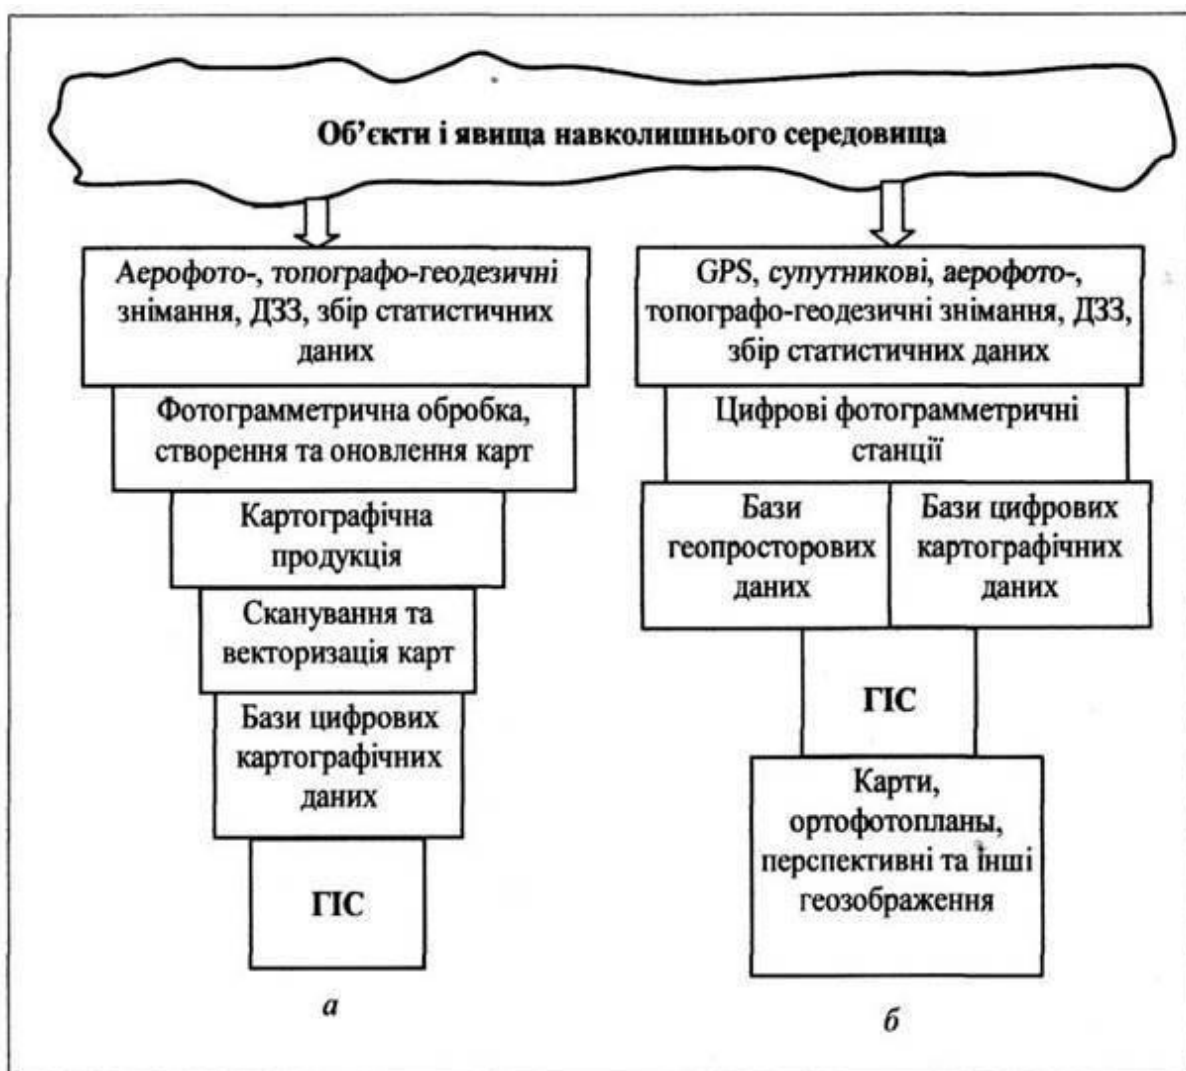 Об’єкти і явища навколишнього середовища
Аерофото-, топографо-геодезичні
знімання, ДЗЗ, збір статистичних
даних
Фотограмметрична обробка,
створення та оновлення карт
Картографічна
продукція
Сканування та
векторизація карт
Бази цифрових
картографічних
даних
ГІС
а
GPS, супутникові, аерофото-,
топографо-геодезичні знімання, ДЗЗ,
збір статистичних даних
Цифрові фотограмметричні
станції
Бази
геопросторових
даних
Бази цифрових
картографічних
даних
ГІС
Карти,
ортофотопланы,
перспективні та інші
геозображення
б